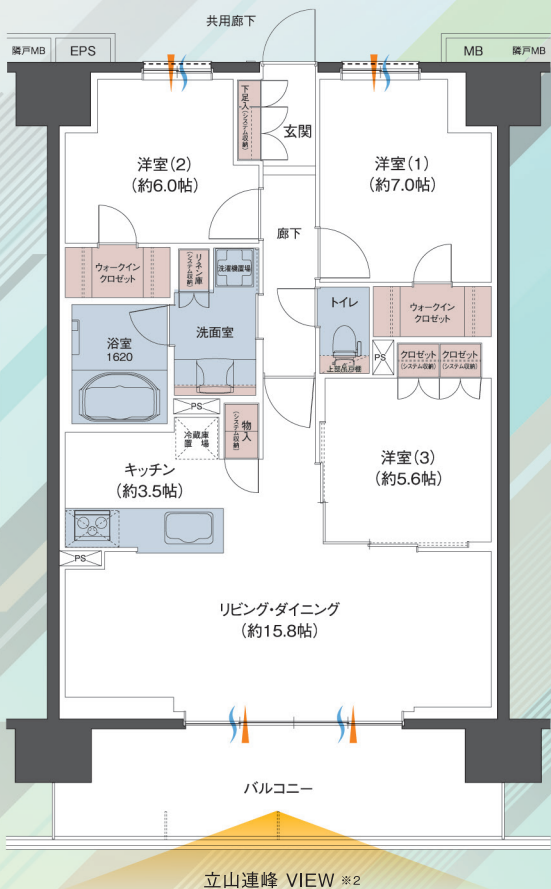 共用廊下
隣戸MB
EPS
MB
隣戸MB
下足入
(システム収納)
玄関
洋室(2)
(約6.0帖)
洋室(1)
(約7.0帖)
廊下
ウォークイン
クロゼット
リネン庫
(システム収納)
洗濯機置場
トイレ
ウォークイン
クロゼット
浴室
1620
洗面室
上部吊戸棚
PS
クロゼット
(システム収納)
クロゼット
(システム収納)
PS
冷蔵庫
置場
物入
(システム収納)
キッチン
(約3.5帖)
洋室(3)
(約5.6帖)
PS
リビング・ダイニング
(約15.8帖)
バルコニー
立山連峰 VIEW ※2